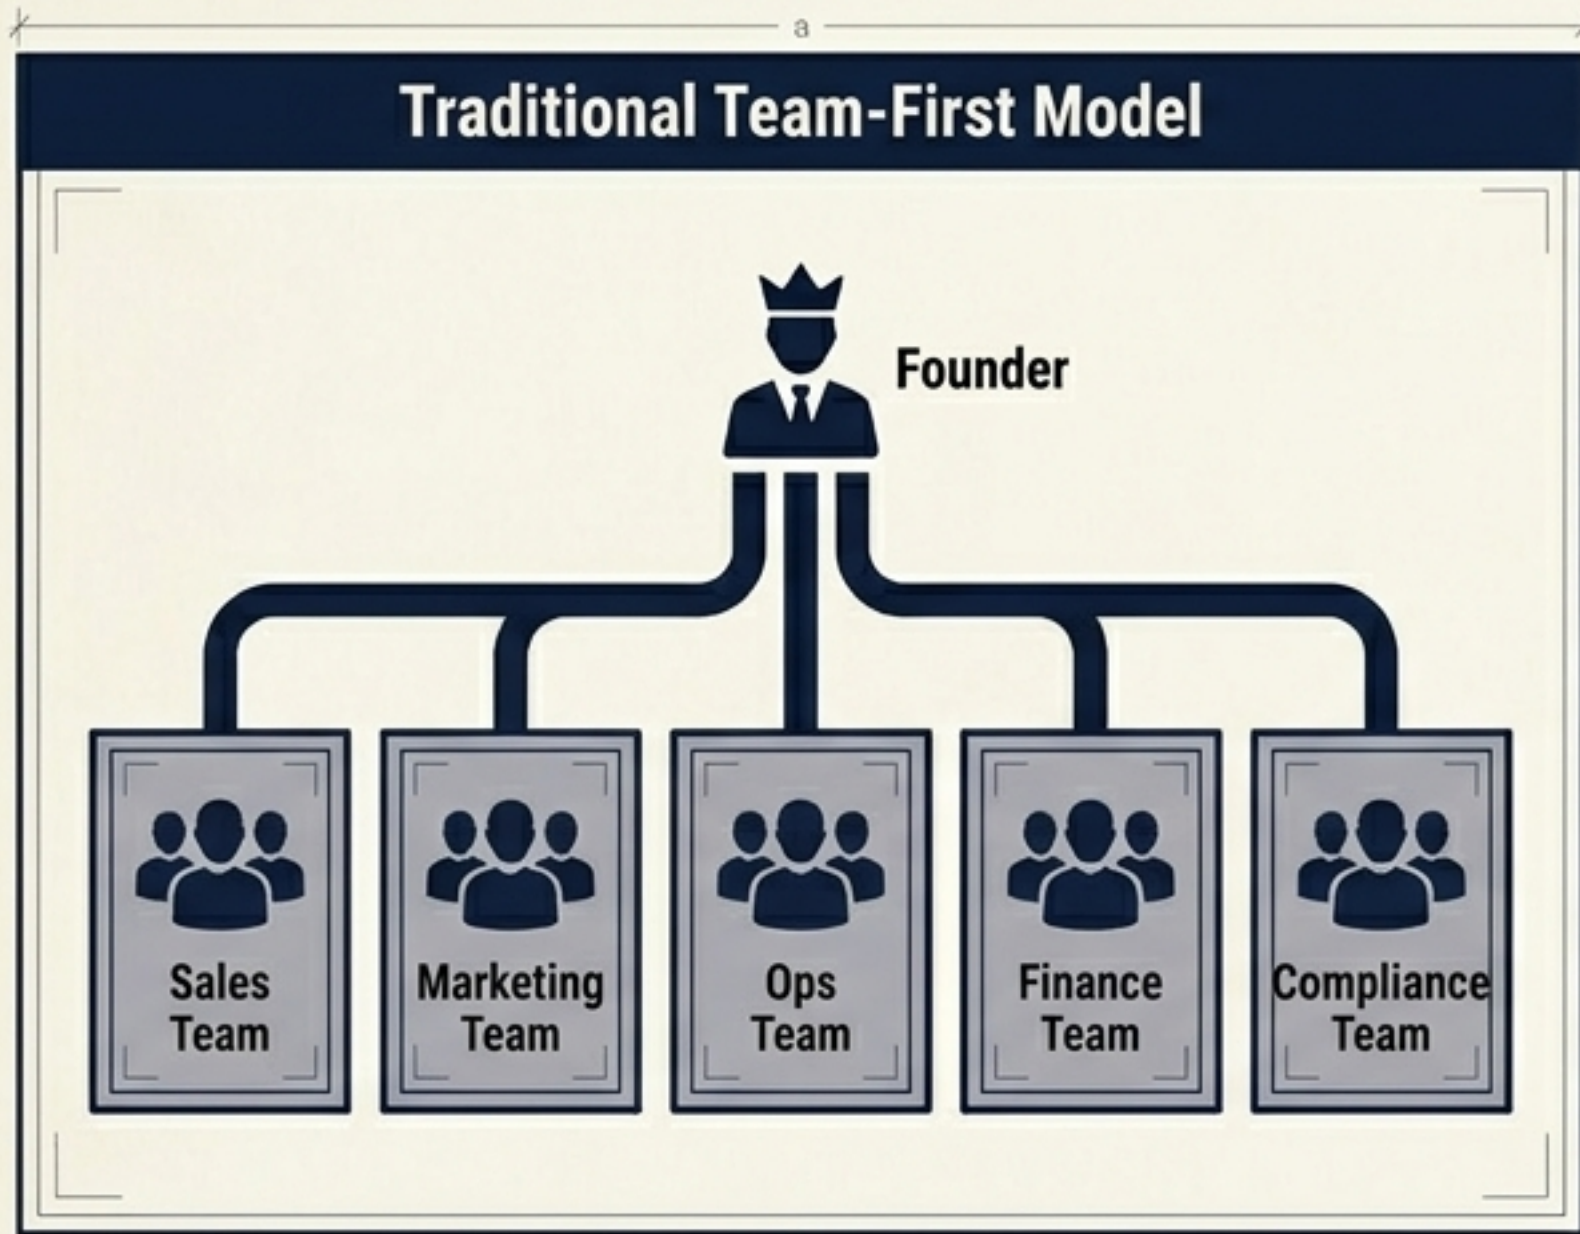 a
Traditional Team-First Model
Founder
Sales
Team
Marketing
Team
Ops
Team
Finance
Team
Compliance
Team